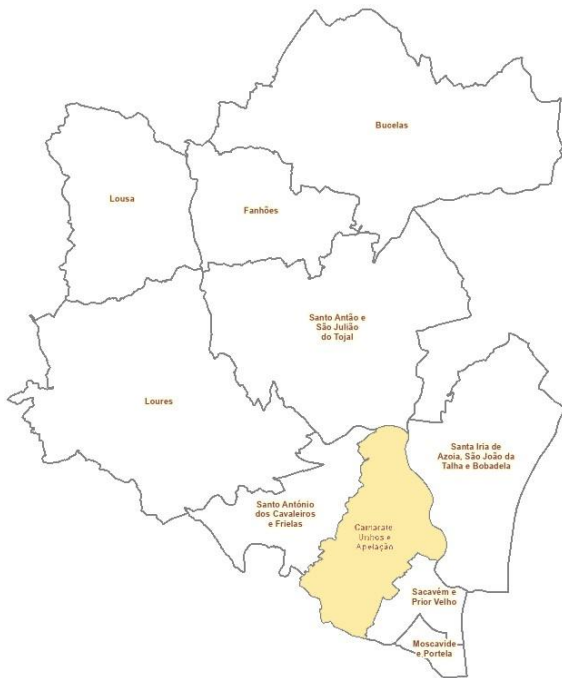 Bucelas
Lousa
Fanhões
Santo Antão e
São Julião
do Tojal
Loures
Santa Iria de
Azoia, São João da
Talha e Bobadela
Santo António
dos Cavaleiros
e Frielas
Camarate
Unhos e
Apelação
Sacavém e
Prior Velho
Moscavide
e Portela